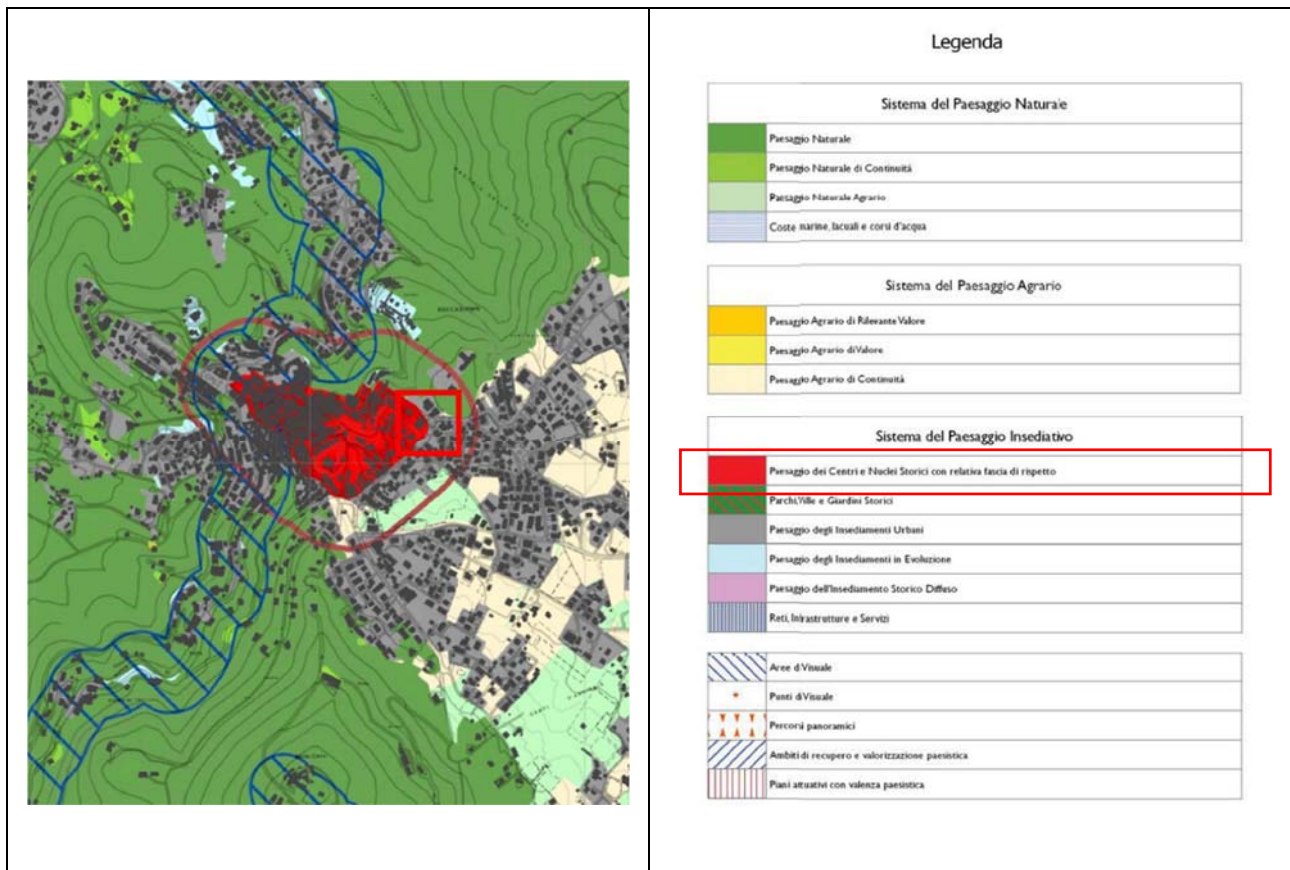 Legenda
Sistema del Paesaggio Naturale
Paesaggio Naturale
Paesaggio Naturale di Continuità
Paesaggio Naturale Agrario
Coste marine, lacuali e corsi d'acqua
Sistema del Paesaggio Agrario
Paesaggio Agrario di Rilevante Valore
Paesaggio Agrario di Valore
Paesaggio Agrario di Continuità
Sistema del Paesaggio Insediativo
Paesaggio dei Centri e Nuclei Storici con relativa fascia di rispetto
Parchi, Ville e Giardini Storici
Paesaggio degli Insediamenti Urbani
Paesaggio degli Insediamenti in Evoluzione
Paesaggio dell'Insediamento Storico Diffuso
Reti, Infrastrutture e Servizi
Aree di Visuale
Punti di Visuale
Percorsi panoramici
Ambiti di recupero e valorizzazione paesistica
Piani attuativi con valenza paesistica